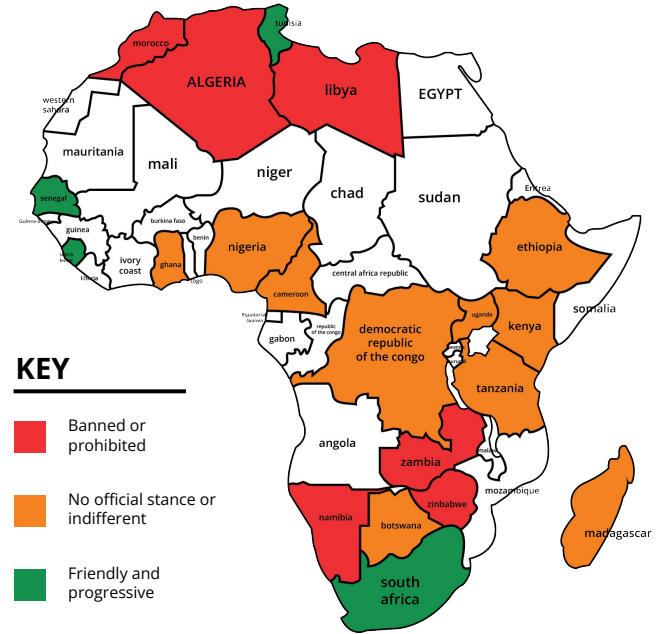 tunisia
morocco
ALGERIA
libya
EGYPT
western
sahara
mauritania
mali
niger
chad
sudan
Eritrea
senegal
guinea
burkina faso
benin
nigeria
ethiopia
ivory
coast
ghana
togo
liberia
central africa republic
cameroon
somalia
Equatorial
Guinea
gabon
republic
of the congo
democratic
republic
of the congo
uganda
kenya
tanzania
KEY
Banned or
prohibited
No official stance or
indifferent
Friendly and
progressive
angola
zambia
mozambique
namibia
zimbabwe
botswana
madagascar
south
africa